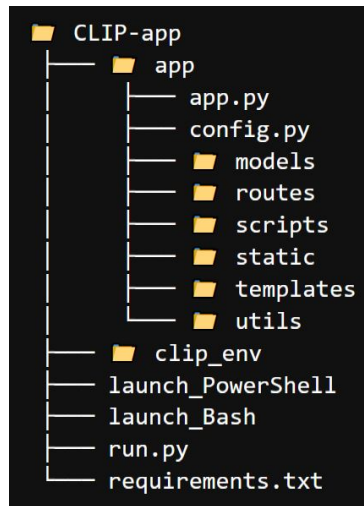 CLIP-app
app
app.py
config.py
models
routes
scripts
static
templates
utils
clip_env
launch_PowerShell
launch_Bash
run.py
requirements.txt